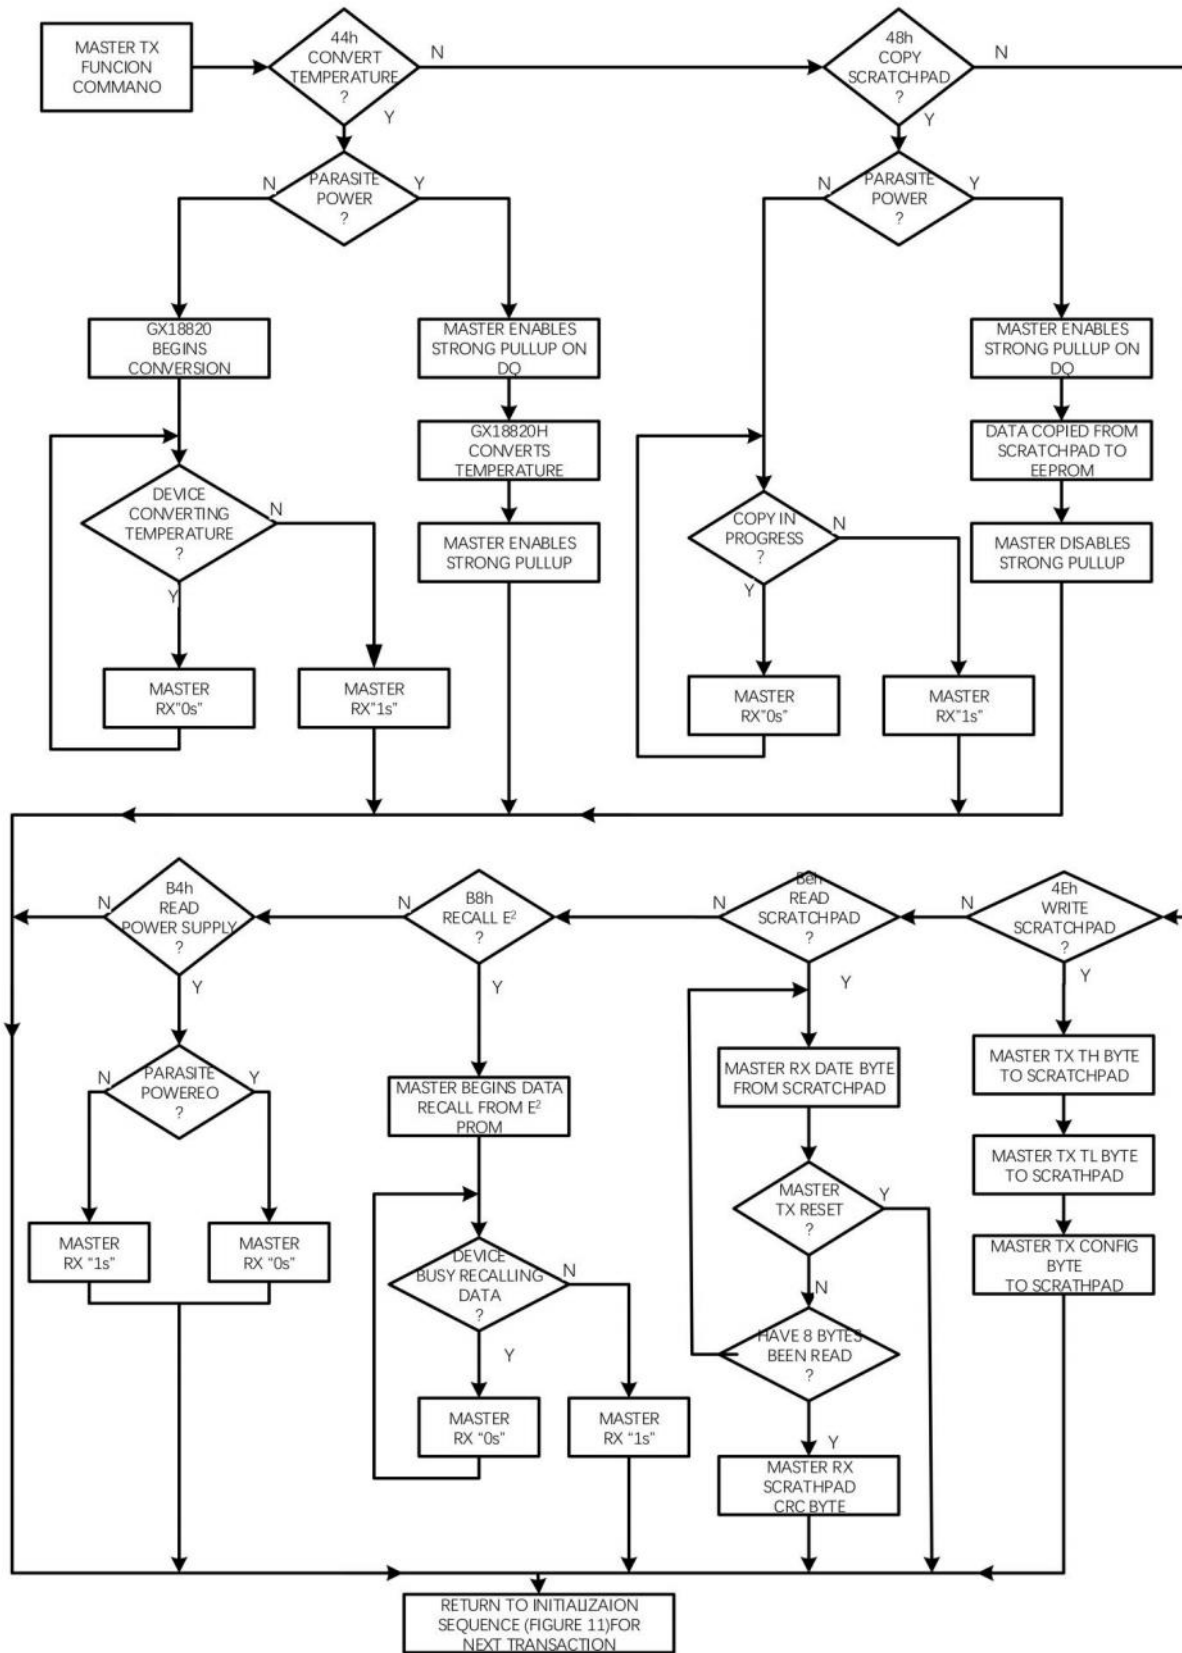 MASTER TX
FUNCION
COMMANO
44h
CONVERT
TEMPERATURE
?
N
Y
48h
COPY
SCRATCHPAD
?
N
Y
N
PARASITE
POWER
?
Y
N
PARASITE
POWER
?
Y
GX18820
BEGINS
CONVERSION
MASTER ENABLES
STRONG PULLUP ON
DQ
MASTER ENABLES
STRONG PULLUP ON
DQ
GX18820H
CONVERTS
TEMPERATURE
DATA COPIED FROM
SCRATCHPAD TO
EEPROM
DEVICE
CONVERTING
TEMPERATURE
?
N
Y
MASTER ENABLES
STRONG PULLUP
COPY IN
PROGRESS
?
N
Y
MASTER DISABLES
STRONG PULLUP
MASTER
RX"0s"
MASTER
RX"1s"
MASTER
RX"0s"
MASTER
RX"1s"
N
B4h
READ
POWER SUPPLY
?
Y
N
B8h
RECALL E²
?
Y
N
Beh
READ
SCRATCHPAD
?
Y
N
4Eh
WRITE
SCRATCHPAD
?
Y
N
PARASITE
POWEREO
?
Y
MASTER BEGINS DATA
RECALL FROM E²
PROM
MASTER RX DATE BYTE
FROM SCRATCHPAD
MASTER TX TH BYTE
TO SCRATCHPAD
MASTER
TX RESET
?
Y
N
MASTER TX TL BYTE
TO SCRATHPAD
MASTER
RX “1s”
MASTER
RX “0s”
DEVICE
BUSY RECALLING
DATA
?
N
Y
MASTER TX CONFIG
BYTE
TO SCRATHPAD
HAVE 8 BYTES
BEEN READ
?
Y
MASTER
RX “0s”
MASTER
RX “1s”
MASTER RX
SCRATHPAD
CRC BYTE
RETURN TO INITIALIZAION
SEQUENCE (FIGURE 11)FOR
NEXT TRANSACTION